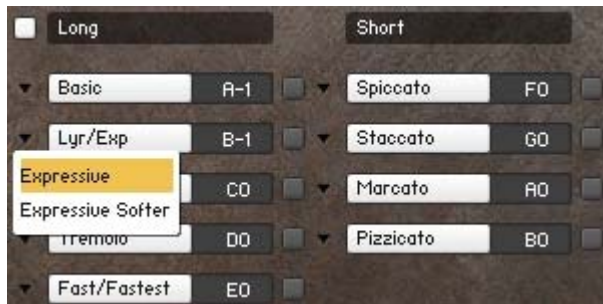 Long Short
Basic A-1 Spiccato F0
Lyr/Exp B-1 Staccato G0
Expressive
C0 Marcato A0
Expressive Softer
Tremolo D0 Pizzicato B0
Fast/Fastest E0